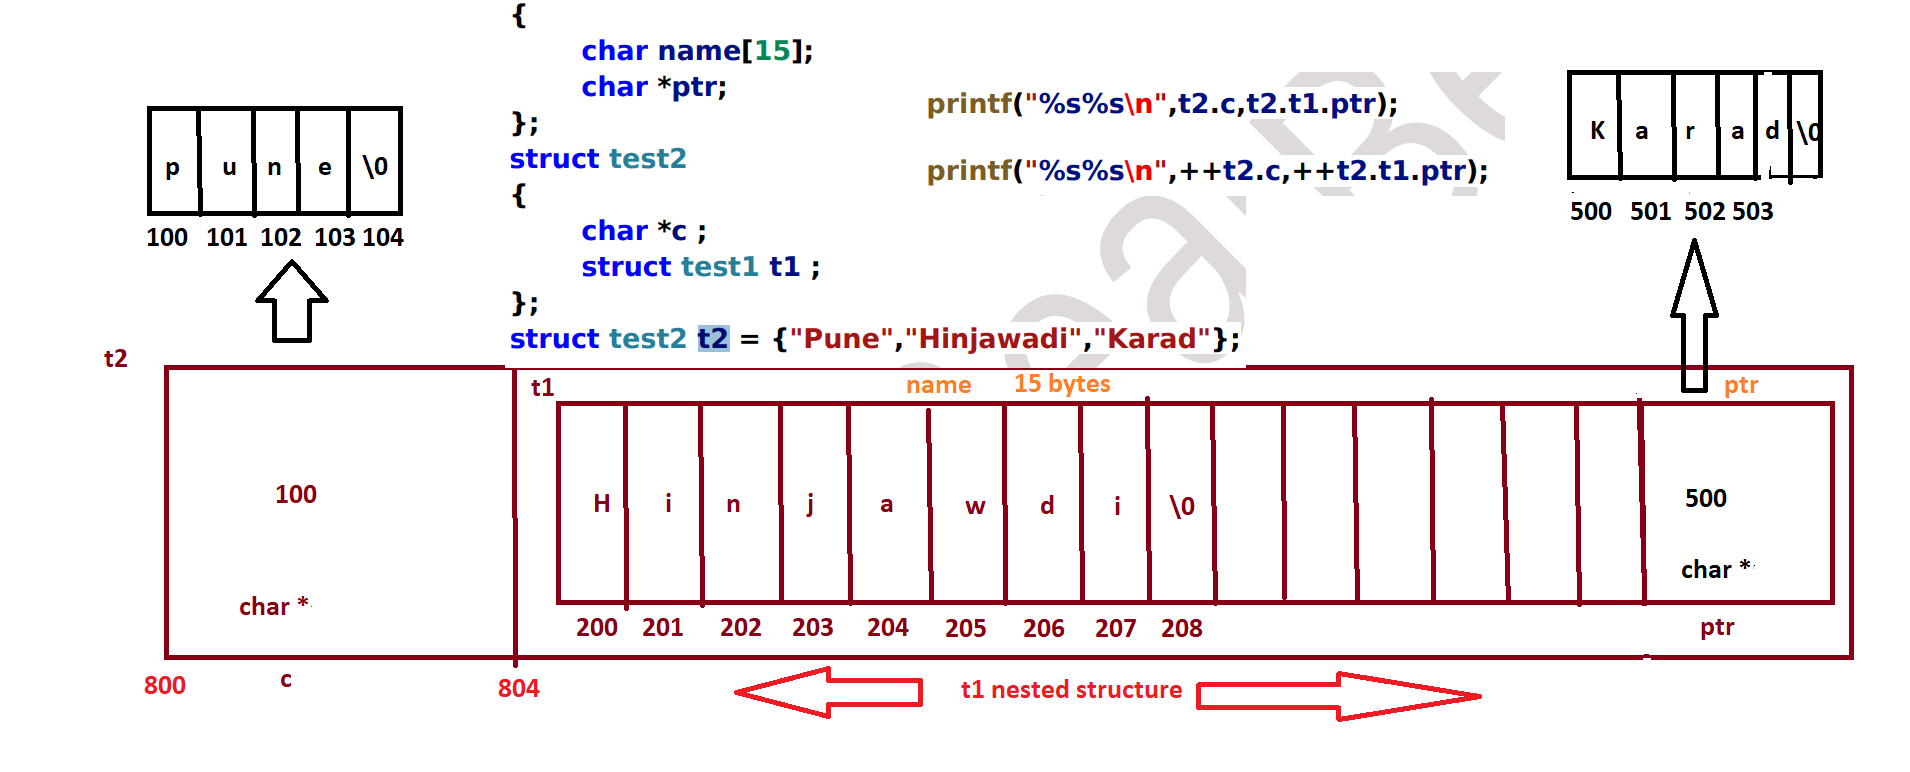 {
char name[15];
char *ptr;
};
struct test2
{
char *c ;
struct test1 t1 ;
};
struct test2 t2 = {"Pune","Hinjawadi","Karad"};
printf("%s%s\n",t2.c,t2.t1.ptr);
printf("%s%s\n",++t2.c,++t2.t1.ptr);
p u n e \0
100 101 102 103 104
K a r a d \0
500 501 502 503
t2
t1 name 15 bytes ptr
100
H i n j a w d i \0
500
char *
char *
200 201 202 203 204 205 206 207 208
ptr
800 c 804
t1 nested structure